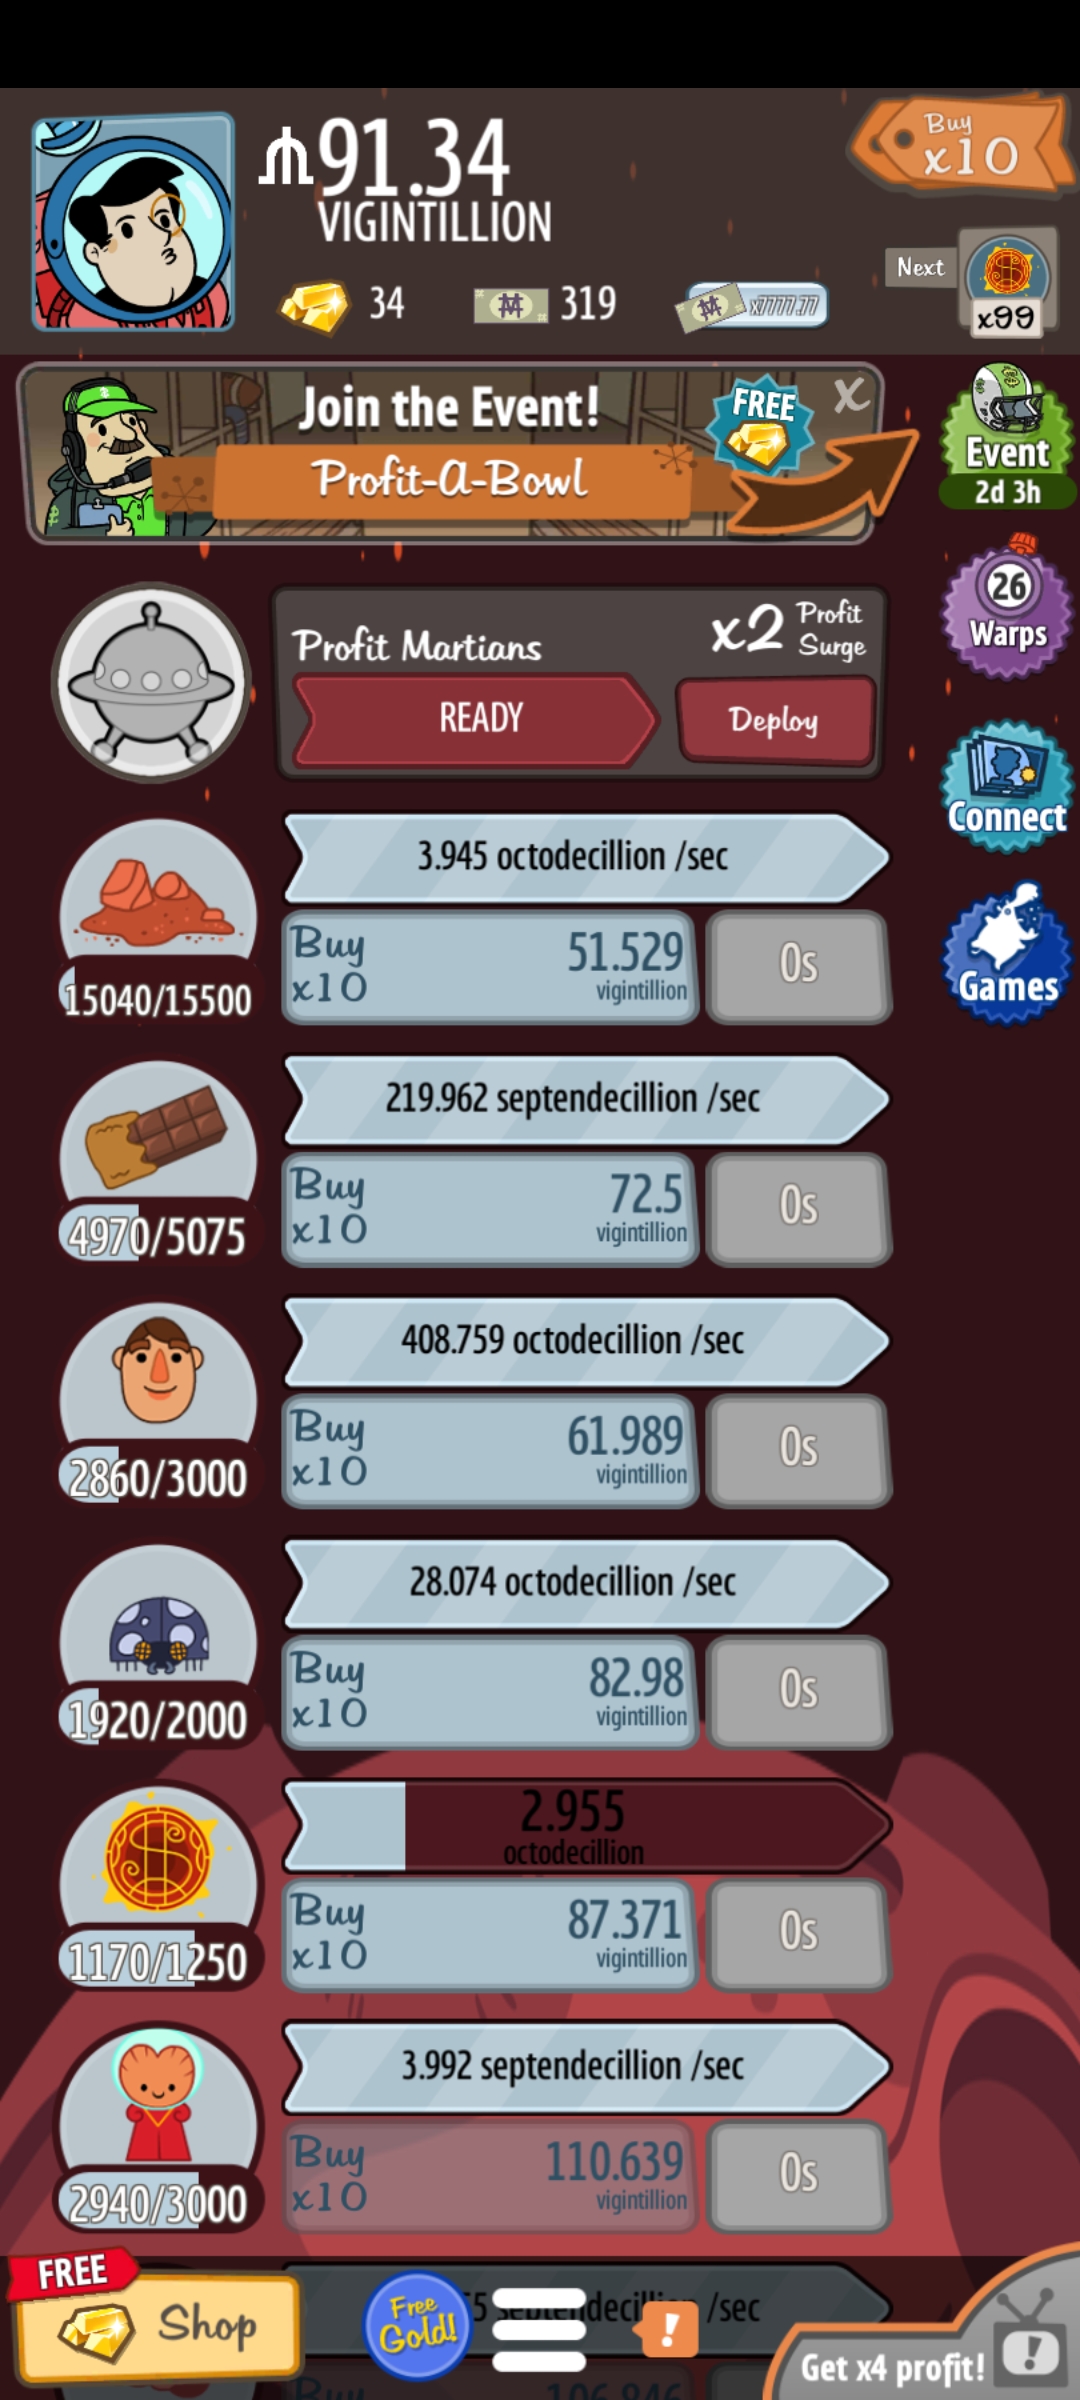 91.34
VIGINTILLION
Buy
x10
34
319
x7777.77
Next
x99
Join the Event!
Profit-A-Bowl
FREE
X
Event
2d 3h
Profit Martians
x2 Profit
Surge
READY
Deploy
26
Warps
3.945 octodecillion /sec
Buy
x10
51.529
vigintillion
0s
15040/15500
Connect
Games
219.962 septendecillion /sec
Buy
x10
72.5
vigintillion
0s
4970/5075
408.759 octodecillion /sec
Buy
x10
61.989
vigintillion
0s
2860/3000
28.074 octodecillion /sec
Buy
x10
82.98
vigintillion
0s
1920/2000
2.955
octodecillion
Buy
x10
87.371
vigintillion
0s
1170/1250
3.992 septendecillion /sec
Buy
x10
110.639
vigintillion
0s
2940/3000
FREE
Shop
Free
Gold!
/sec
!
Get x4 profit!
!
Buy
106.846